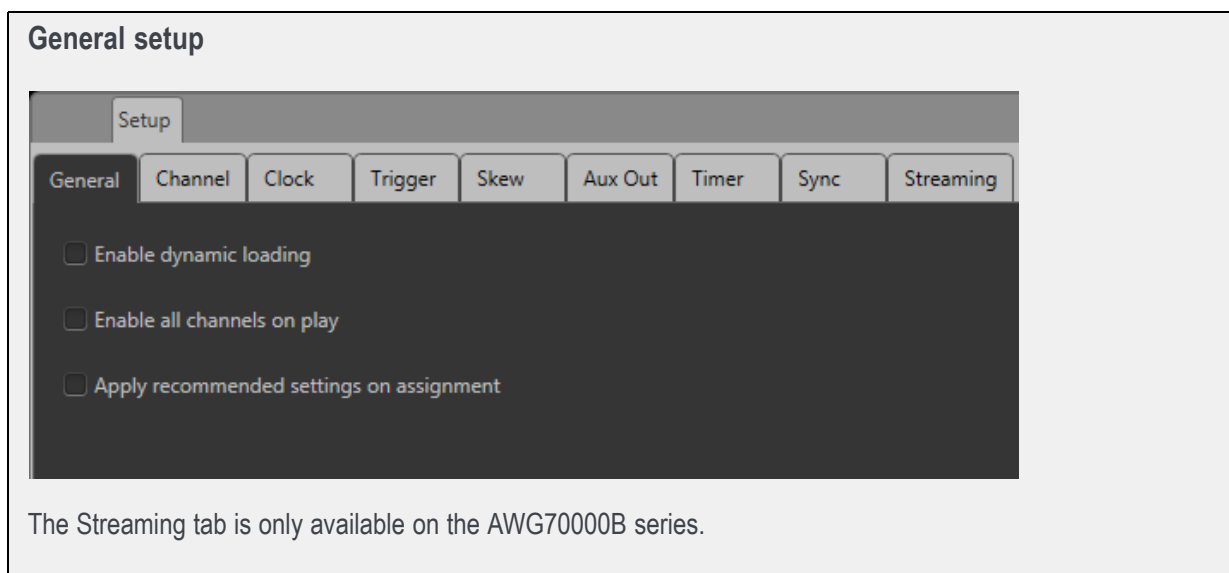 General setup
Setup
General Channel Clock Trigger Skew Aux Out Timer Sync Streaming
Enable dynamic loading
Enable all channels on play
Apply recommended settings on assignment
The Streaming tab is only available on the AWG70000B series.